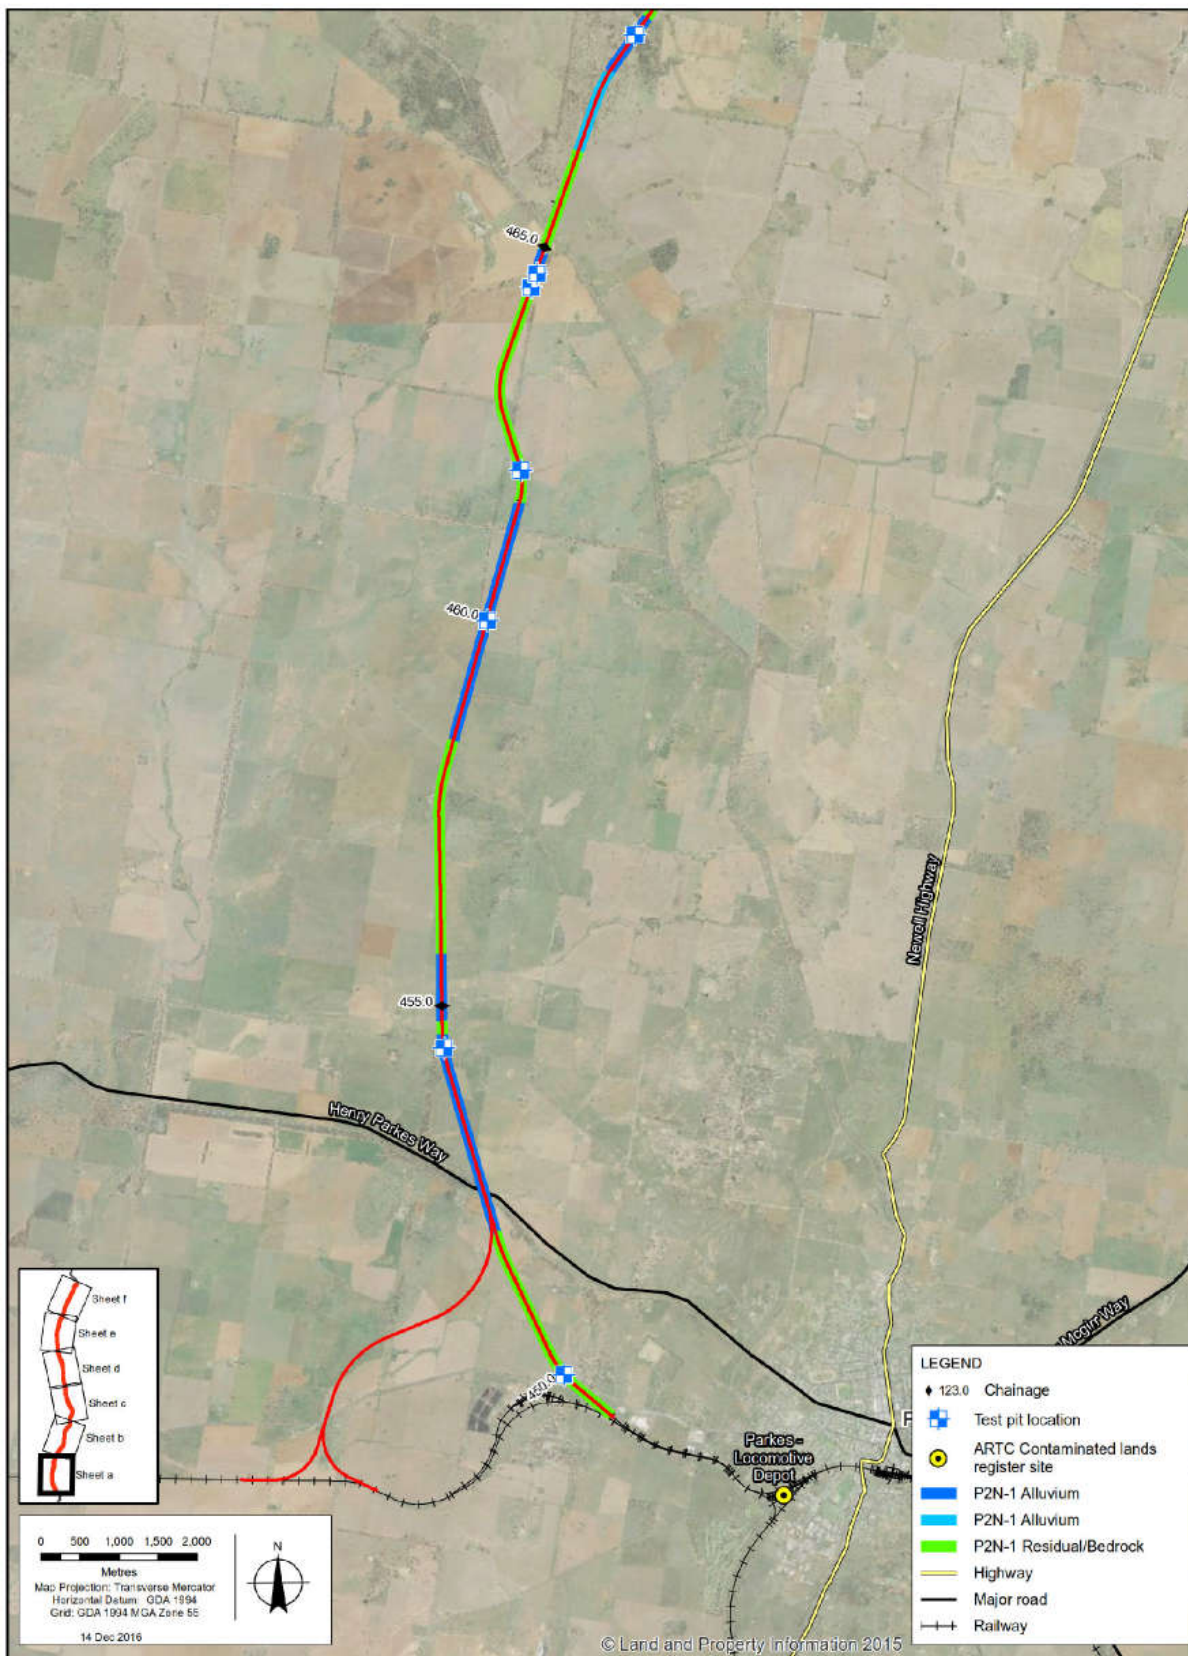 465.0
460.0
455.0
Newell Highway
Henry Parkes Way
450.0
Mcgirr Way
Parkes -
Locomotive
Depot
P
Sheet f
Sheet e
Sheet d
Sheet c
Sheet b
Sheet a
0 500 1,000 1,500 2,000
Metres
Map Projection: Transverse Mercator
Horizontal Datum: GDA 1994
Grid: GDA 1994 MGA Zone 55
14 Dec 2016
N
LEGEND
123.0 Chainage
Test pit location
ARTC Contaminated lands
register site
P2N-1 Alluvium
P2N-1 Alluvium
P2N-1 Residual/Bedrock
Highway
Major road
Railway
© Land and Property Information 2015